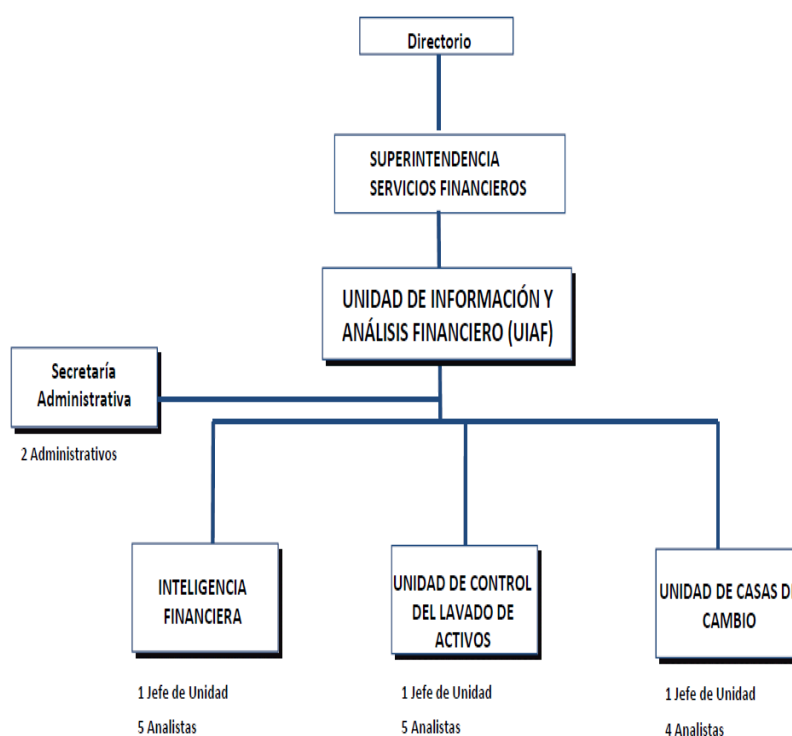 Directorio
SUPERINTENDENCIA
SERVICIOS FINANCIEROS
UNIDAD DE INFORMACIÓN Y
ANÁLISIS FINANCIERO (UIAF)
Secretaría
Administrativa
2 Administrativos
INTELIGENCIA
FINANCIERA
1 Jefe de Unidad
5 Analistas
UNIDAD DE CONTROL
DEL LAVADO DE
ACTIVOS
1 Jefe de Unidad
5 Analistas
UNIDAD DE CASAS D
CAMBIO
1 Jefe de Unidad
4 Analistas